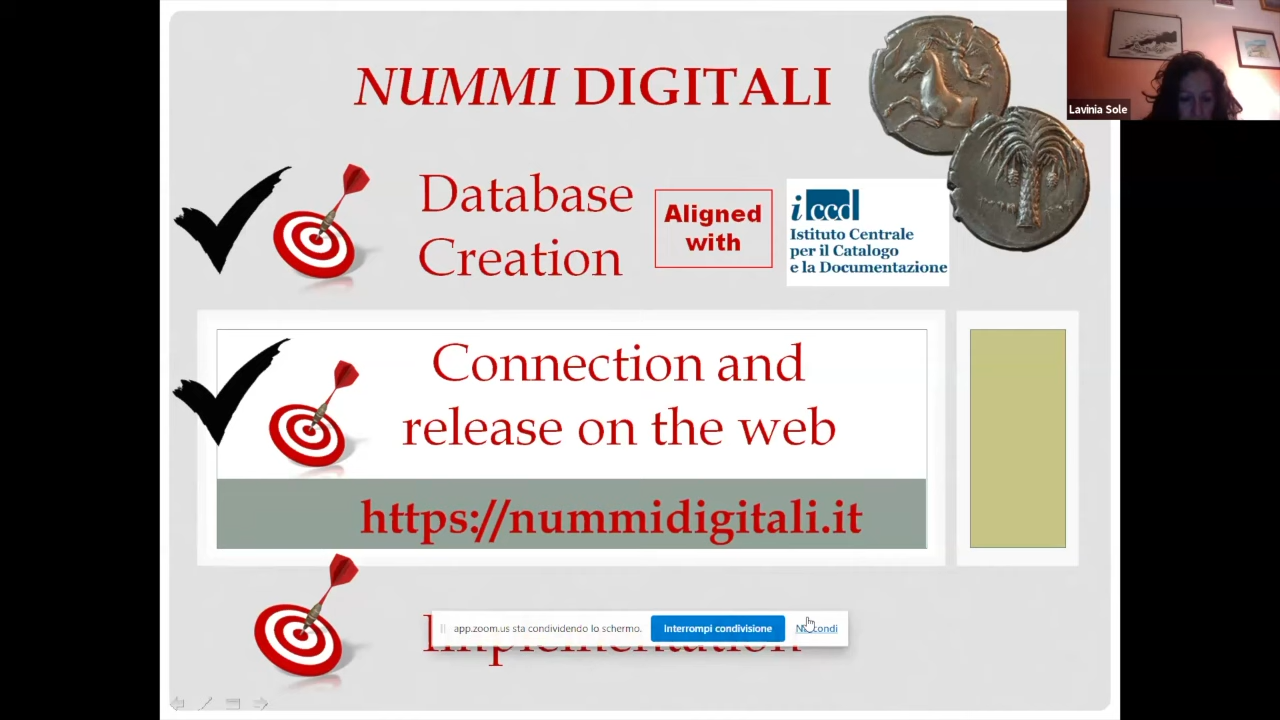 NUMMI DIGITALI
Lavinia Sole
Database
Creation
Aligned
with
iccd
Istituto Centrale
per il Catalogo
e la Documentazione
Connection and
release on the web
https://nummidigitali.it
app.zoom.us sta condividendo lo schermo.
Interrompi condivisione
Implementation